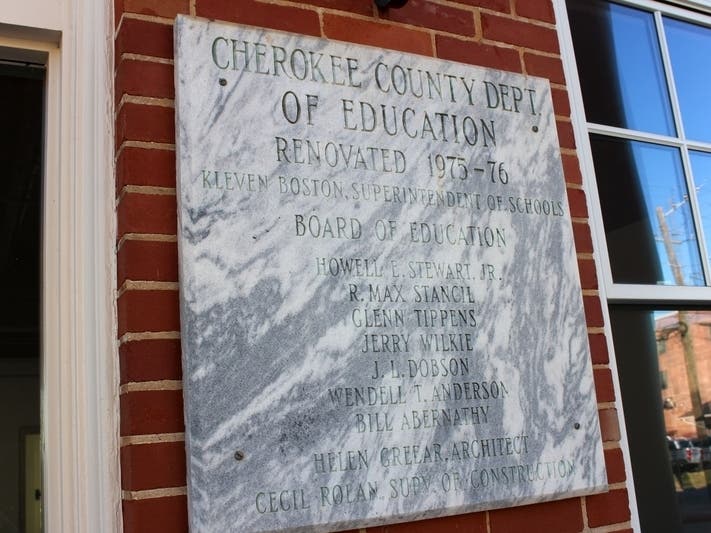 CHEROKEE COUNTY DEPT.
OF EDUCATION
RENOVATED 1975-76
KLEVEN BOSTON, SUPERINTENDENT OF SCHOOLS
BOARD OF EDUCATION
HOWELL E. STEWART, JR.
R. MAX STANCIL
GLENN TIPPENS
JERRY WILKIE
J. L. DOBSON
WENDELL T. ANDERSON
BILL ABERNATHY
HELEN GREEAR, ARCHITECT
CECIL ROLAN, SUPV. OF CONSTRUCTION